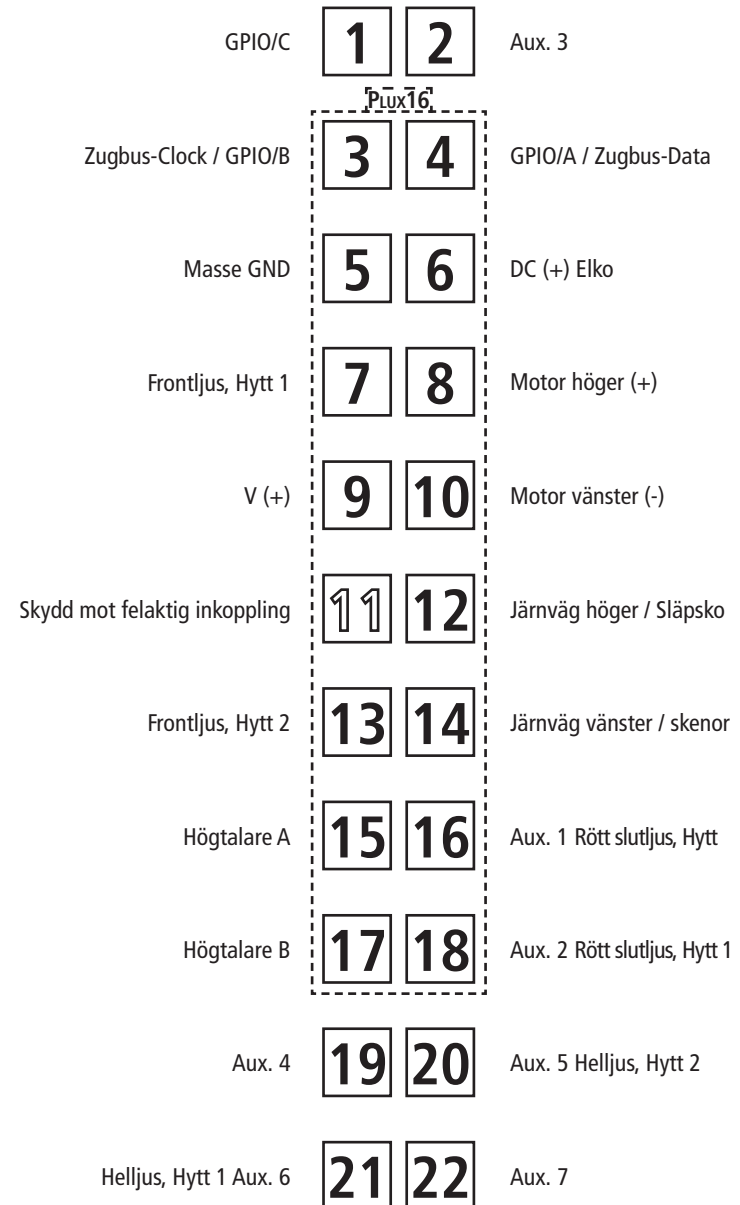 GPIO/C 1 2 Aux. 3
PLUX16
Zugbus-Clock / GPIO/B 3 4 GPIO/A / Zugbus-Data
Masse GND 5 6 DC (+) Elko
Frontljus, Hytt 1 7 8 Motor höger (+)
V (+) 9 10 Motor vänster (-)
Skydd mot felaktig inkoppling 11 12 Järnväg höger / Släpsko
Frontljus, Hytt 2 13 14 Järnväg vänster / skenor
Högtalare A 15 16 Aux. 1 Rött slutljus, Hytt
Högtalare B 17 18 Aux. 2 Rött slutljus, Hytt 1
Aux. 4 19 20 Aux. 5 Helljus, Hytt 2
Helljus, Hytt 1 Aux. 6 21 22 Aux. 7